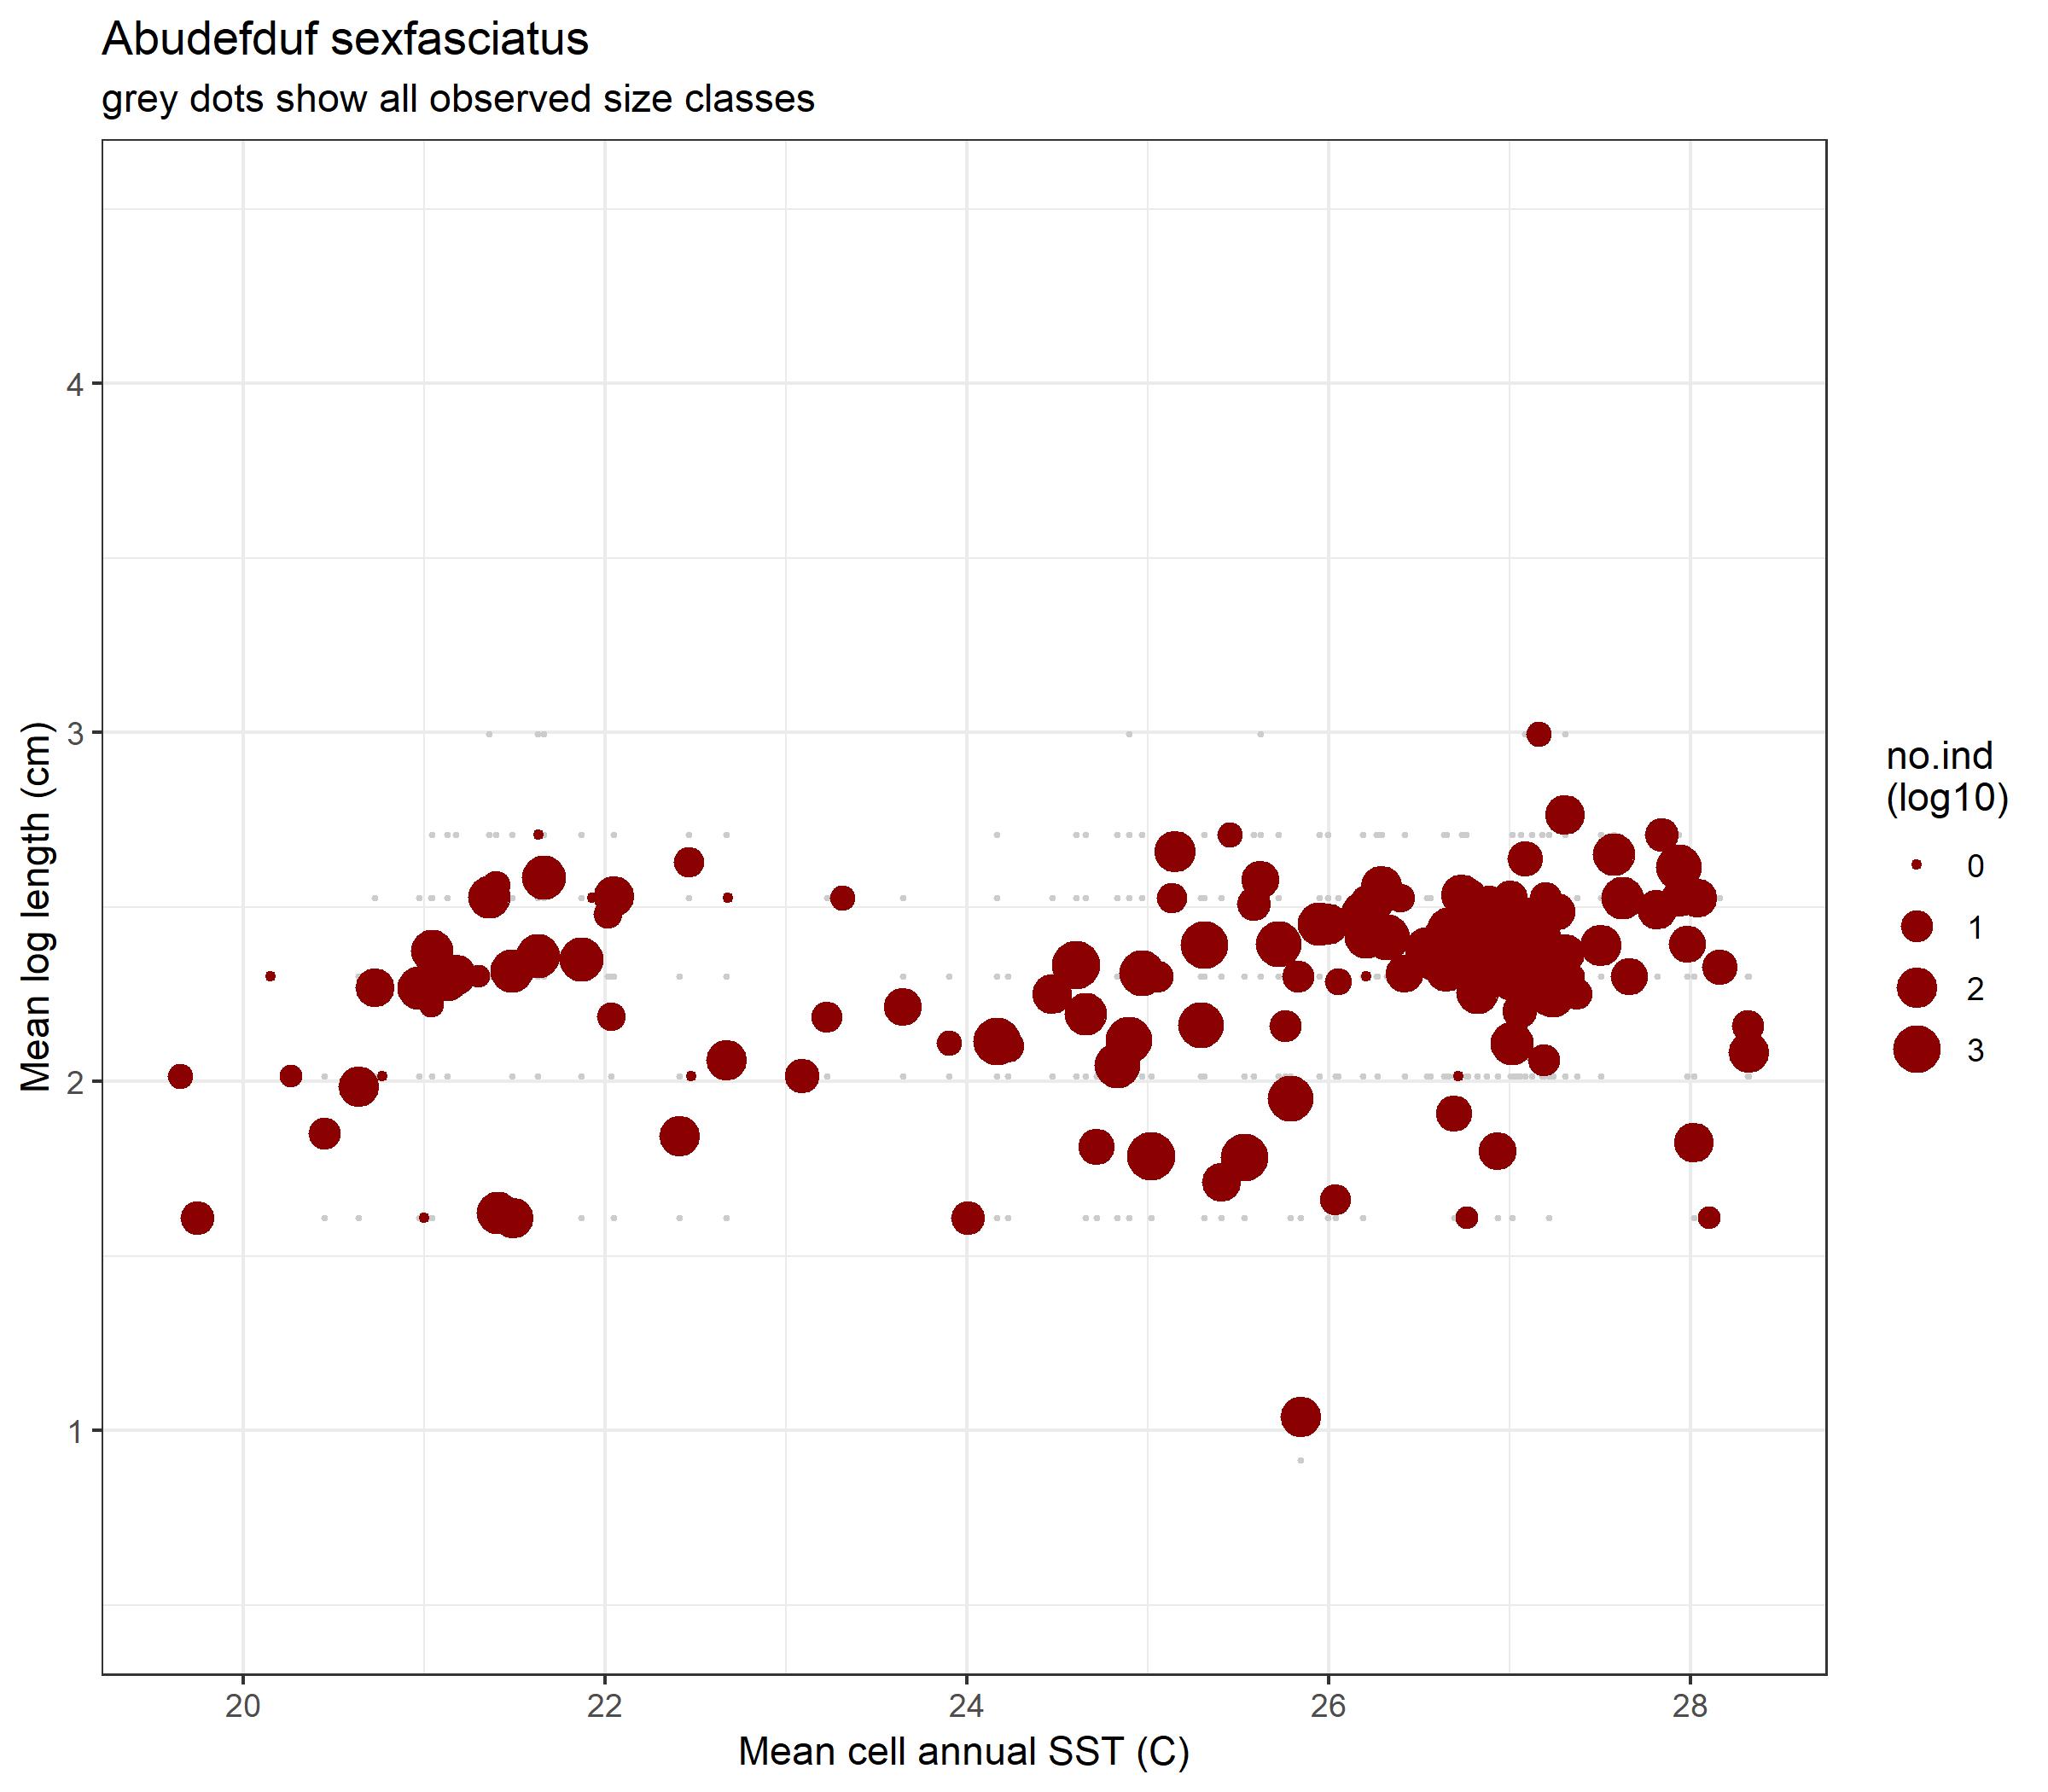 Abudefduf sexfasciatus
grey dots show all observed size classes
Mean log length (cm)
4
3
2
1
20
22
24
26
28
Mean cell annual SST (C)
no.ind
(log10)
0
1
2
3